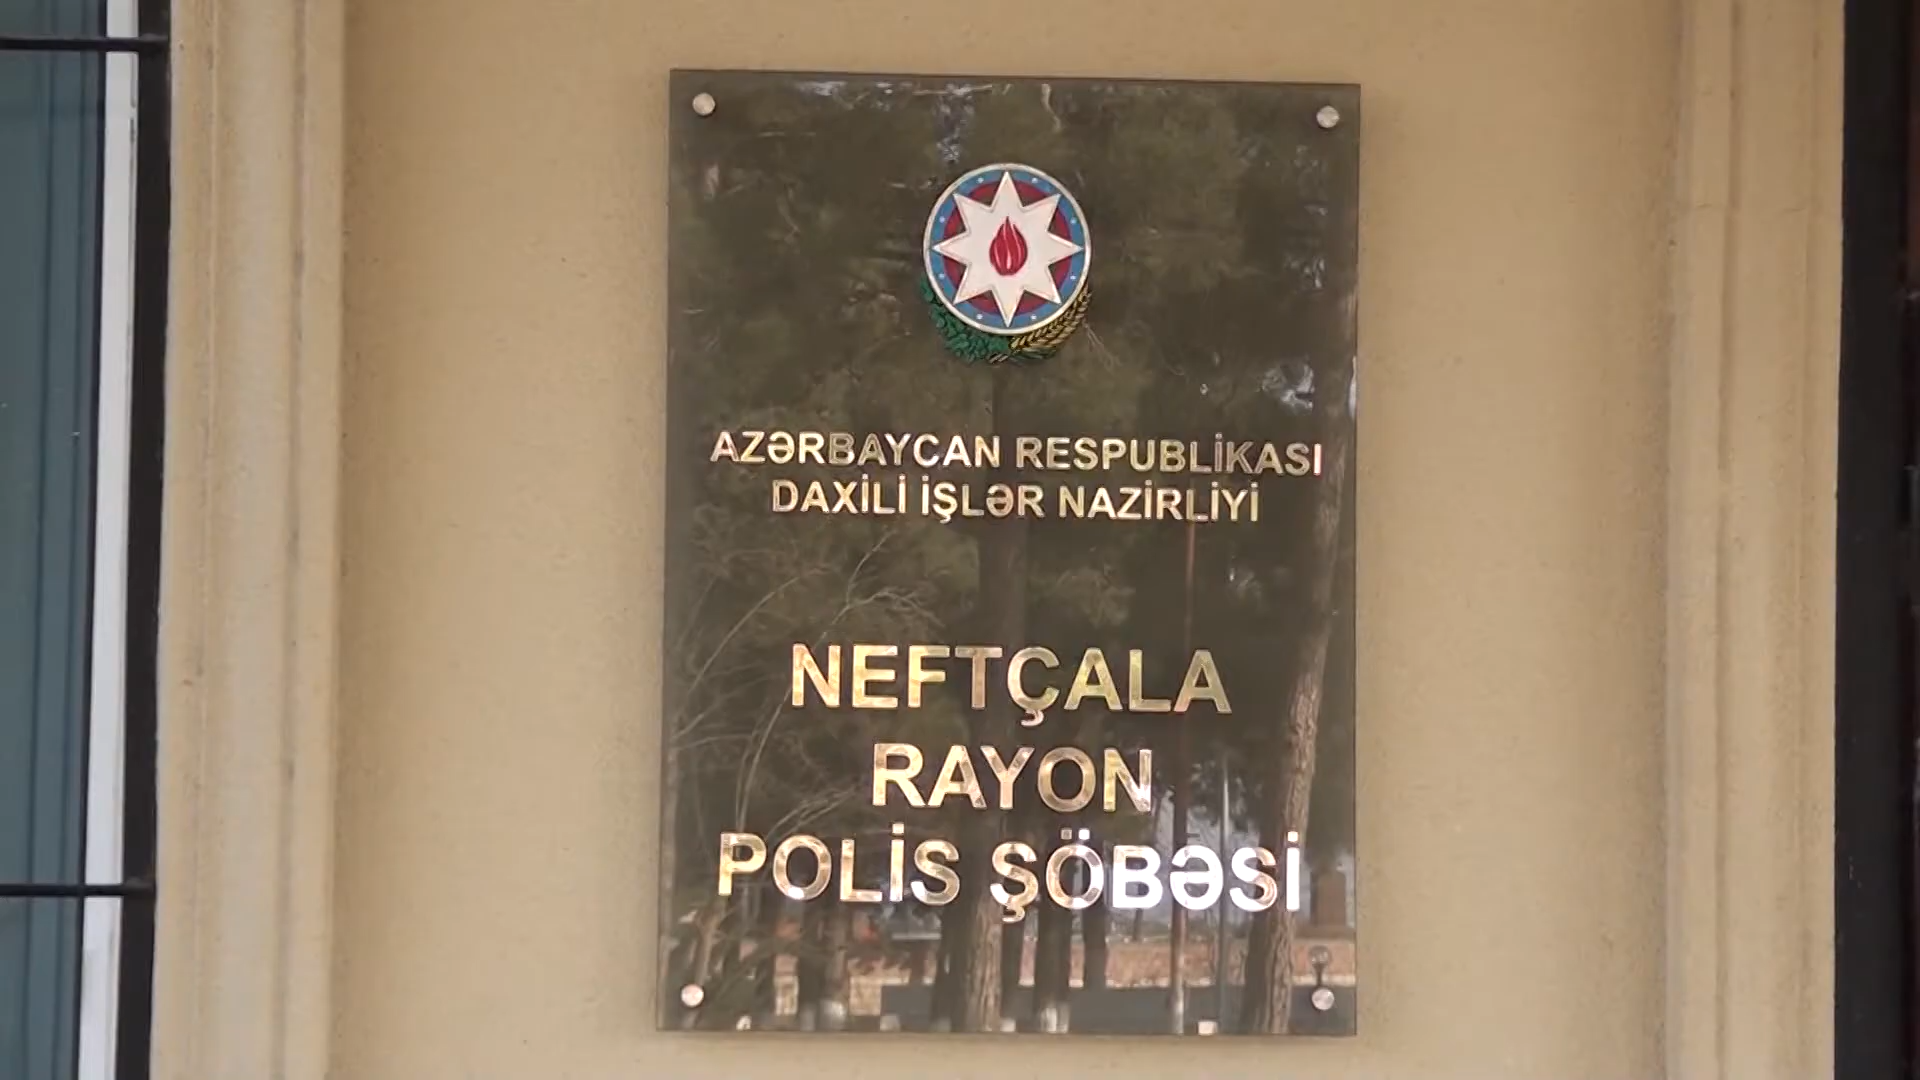 AZƏRBAYCAN RESPUBLİKASI
DAXİLİ İŞLƏR NAZİRLİYİ
NEFTÇALA
RAYON
POLİS ŞÖBƏSİ